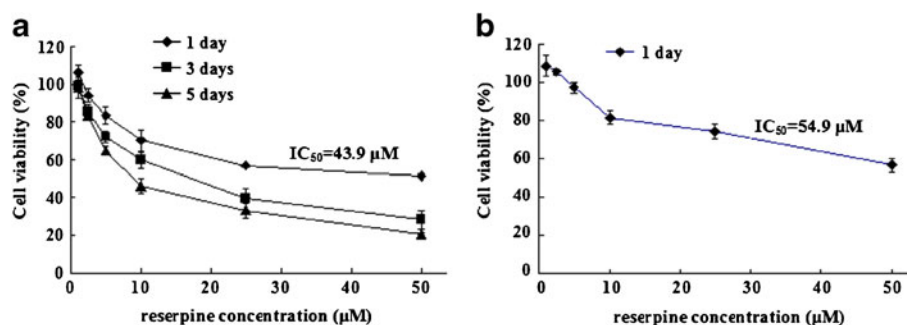 a
120
100
80
60
40
20
0
Cell viability (%)
1 day
3 days
5 days
IC50=43.9 μM
0 10 20 30 40 50
reserpine concentration (μM)
b
120
100
80
60
40
20
0
Cell viability (%)
1 day
IC50=54.9 μM
0 10 20 30 40 50
reserpine concentration (μM)